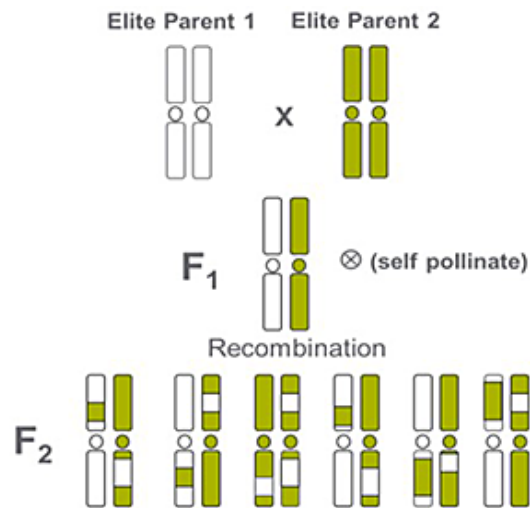 Elite Parent 1 Elite Parent 2
X
F₁ ⊗ (self pollinate)
Recombination
F₂